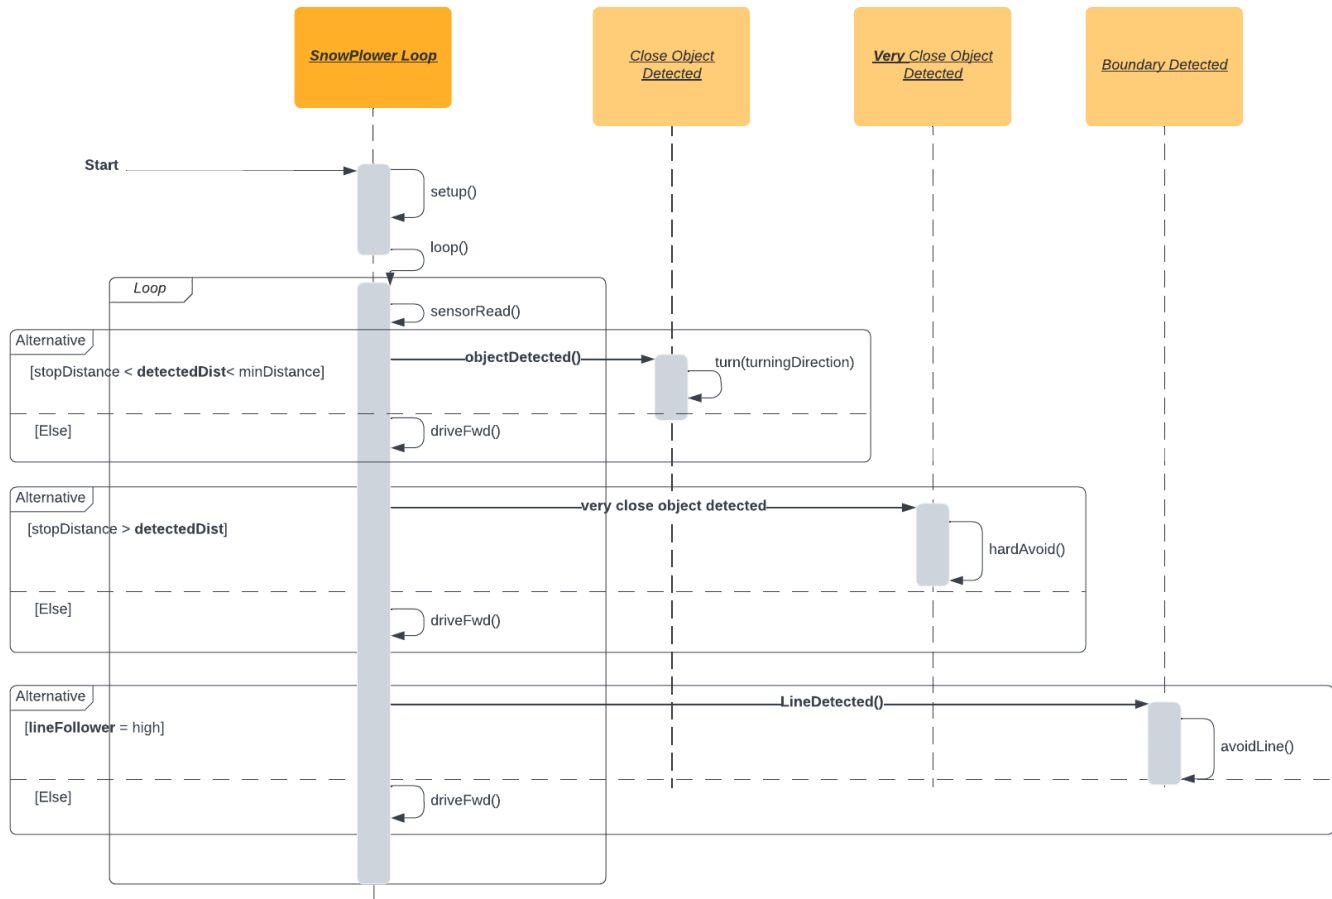 SnowPlower Loop
Close Object
Detected
Very Close Object
Detected
Boundary Detected
Start
setup()
loop()
Loop
sensorRead()
Alternative
objectDetected()
turn(turningDirection)
[stopDistance < detectedDist< minDistance]
[Else]
driveFwd()
Alternative
very close object detected
[stopDistance > detectedDist]
hardAvoid()
[Else]
driveFwd()
Alternative
LineDetected()
[lineFollower = high]
avoidLine()
[Else]
driveFwd()